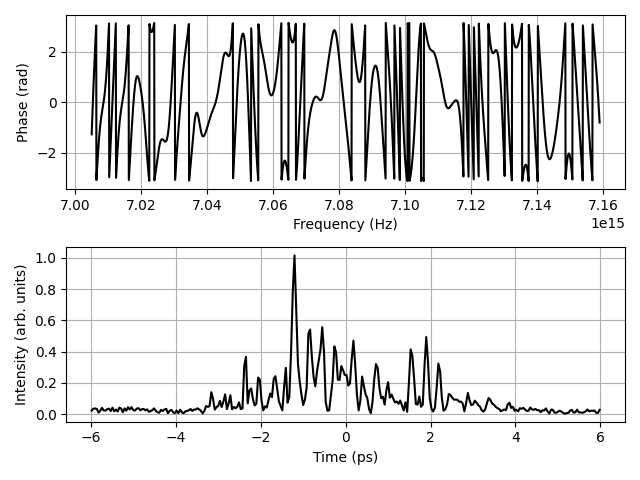 Phase (rad)
2
0
−2
7.00 7.02 7.04 7.06 7.08 7.10 7.12 7.14 7.16
1e15
Frequency (Hz)
Intensity (arb. units)
1.0
0.8
0.6
0.4
0.2
0.0
−6 −4 −2 0 2 4 6
Time (ps)